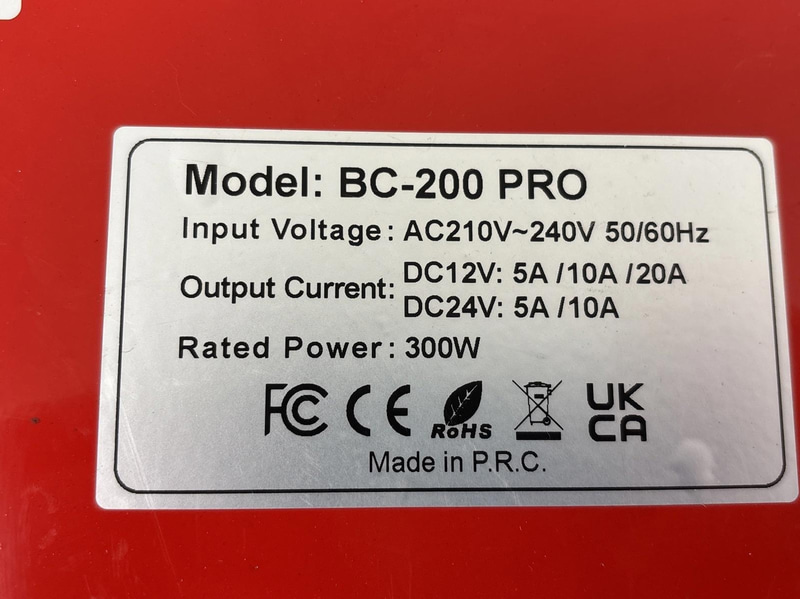 Model: BC-200 PRO
Input Voltage: AC210V~240V 50/60Hz
Output Current: DC12V: 5A /10A /20A
DC24V: 5A /10A
Rated Power: 300W
FC CE RoHS UK
CA
Made in P.R.C.